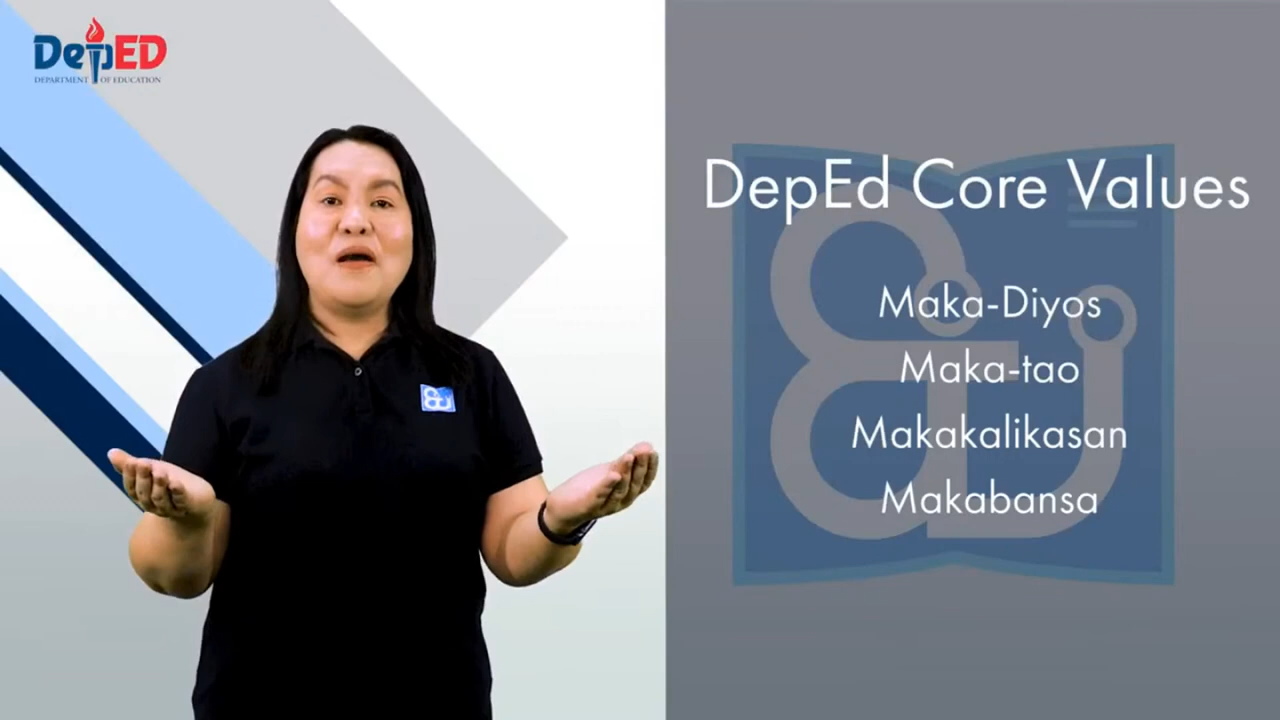 DepED
DEPARTMENT OF EDUCATION
DepEd Core Values
Maka-Diyos
Maka-tao
Makakalikasan
Makabansa